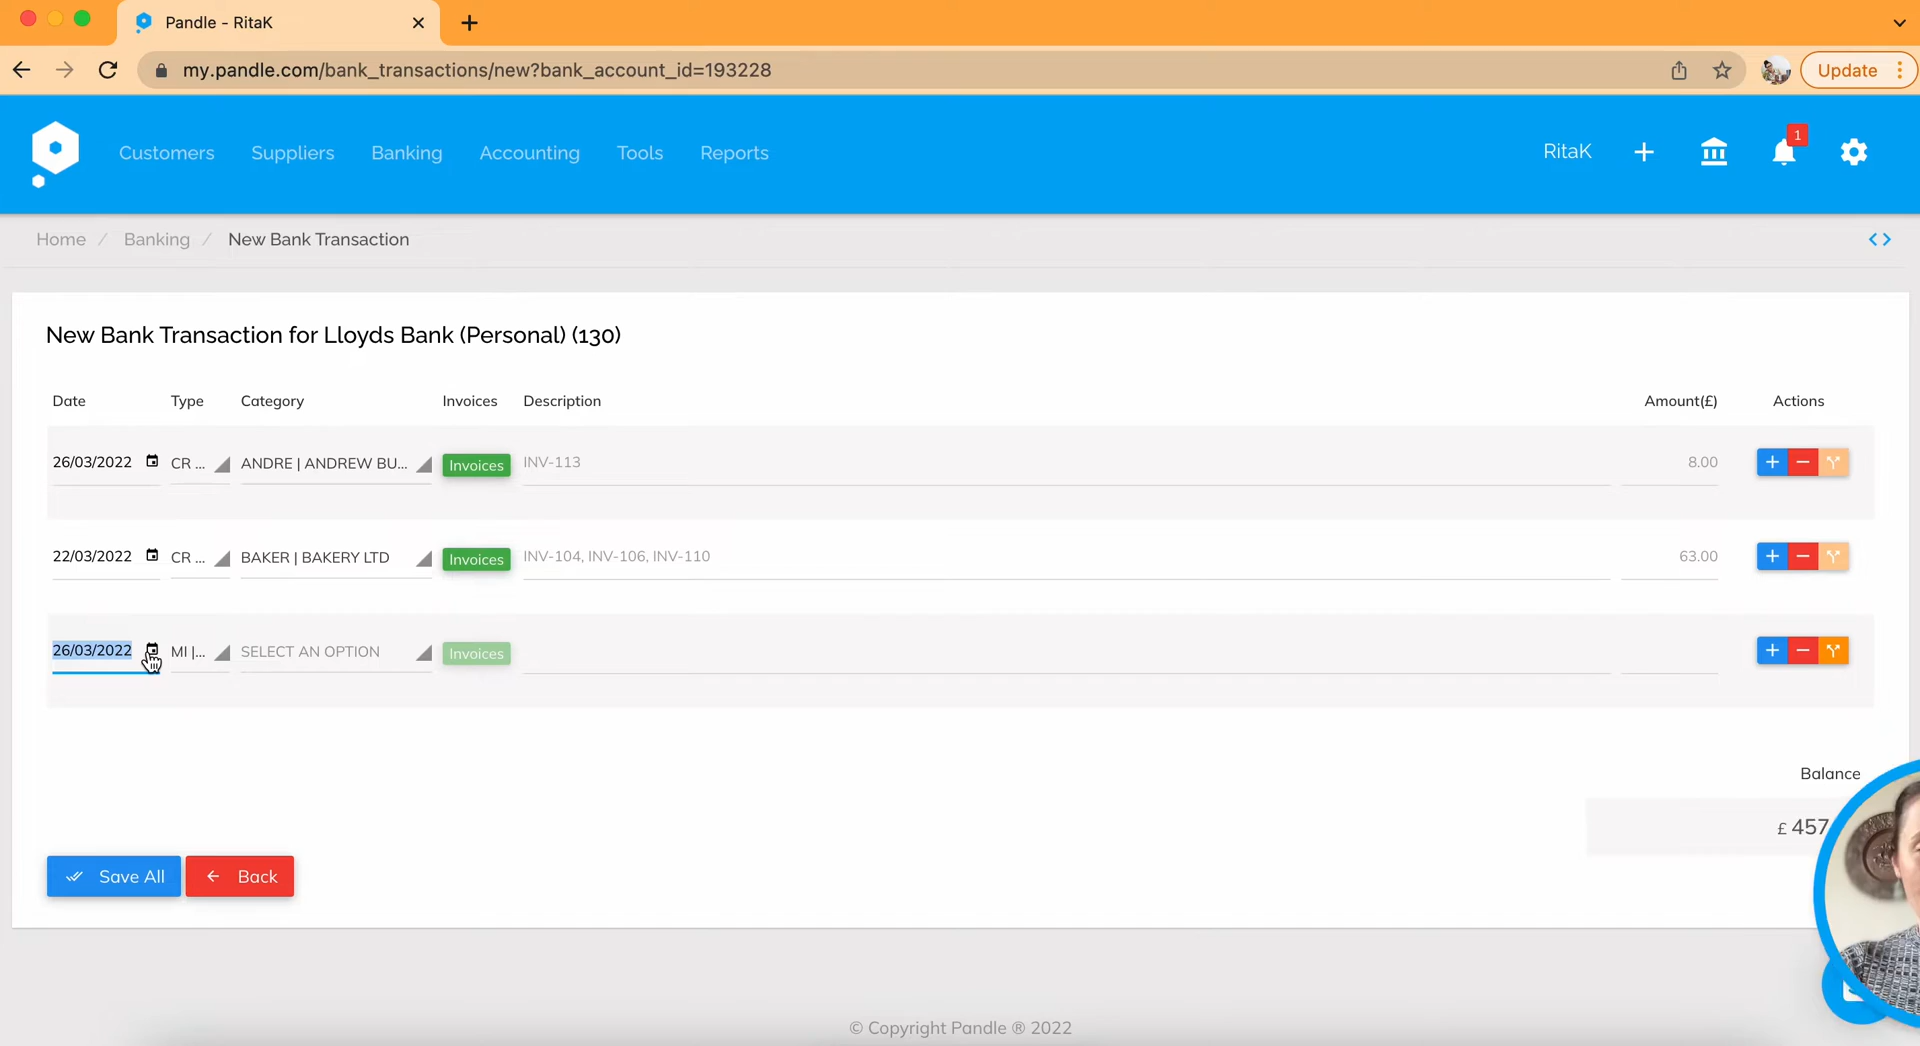 Pandle - RitaK
my.pandle.com/bank_transactions/new?bank_account_id=193228
Update
Customers Suppliers Banking Accounting Tools Reports RitaK 1
Home / Banking / New Bank Transaction
New Bank Transaction for Lloyds Bank (Personal) (130)
Date Type Category Invoices Description Amount(£) Actions
26/03/2022 CR ... ANDRE | ANDREW BU... Invoices INV-113 8.00
22/03/2022 CR ... BAKER | BAKERY LTD Invoices INV-104, INV-106, INV-110 63.00
26/03/2022 MI |... SELECT AN OPTION Invoices
Balance
£ 457
Save All Back
© Copyright Pandle ® 2022